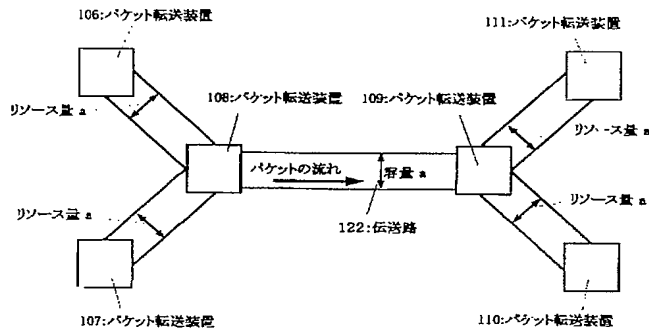 106:パケット転送装置
111:パケット転送装置
リソース量 a
108:パケット転送装置
109:パケット転送装置
リソース量 a
パケットの流れ
容量 a
リソース量 a
リソース量 a
122:伝送路
107:パケット転送装置
110:パケット転送装置